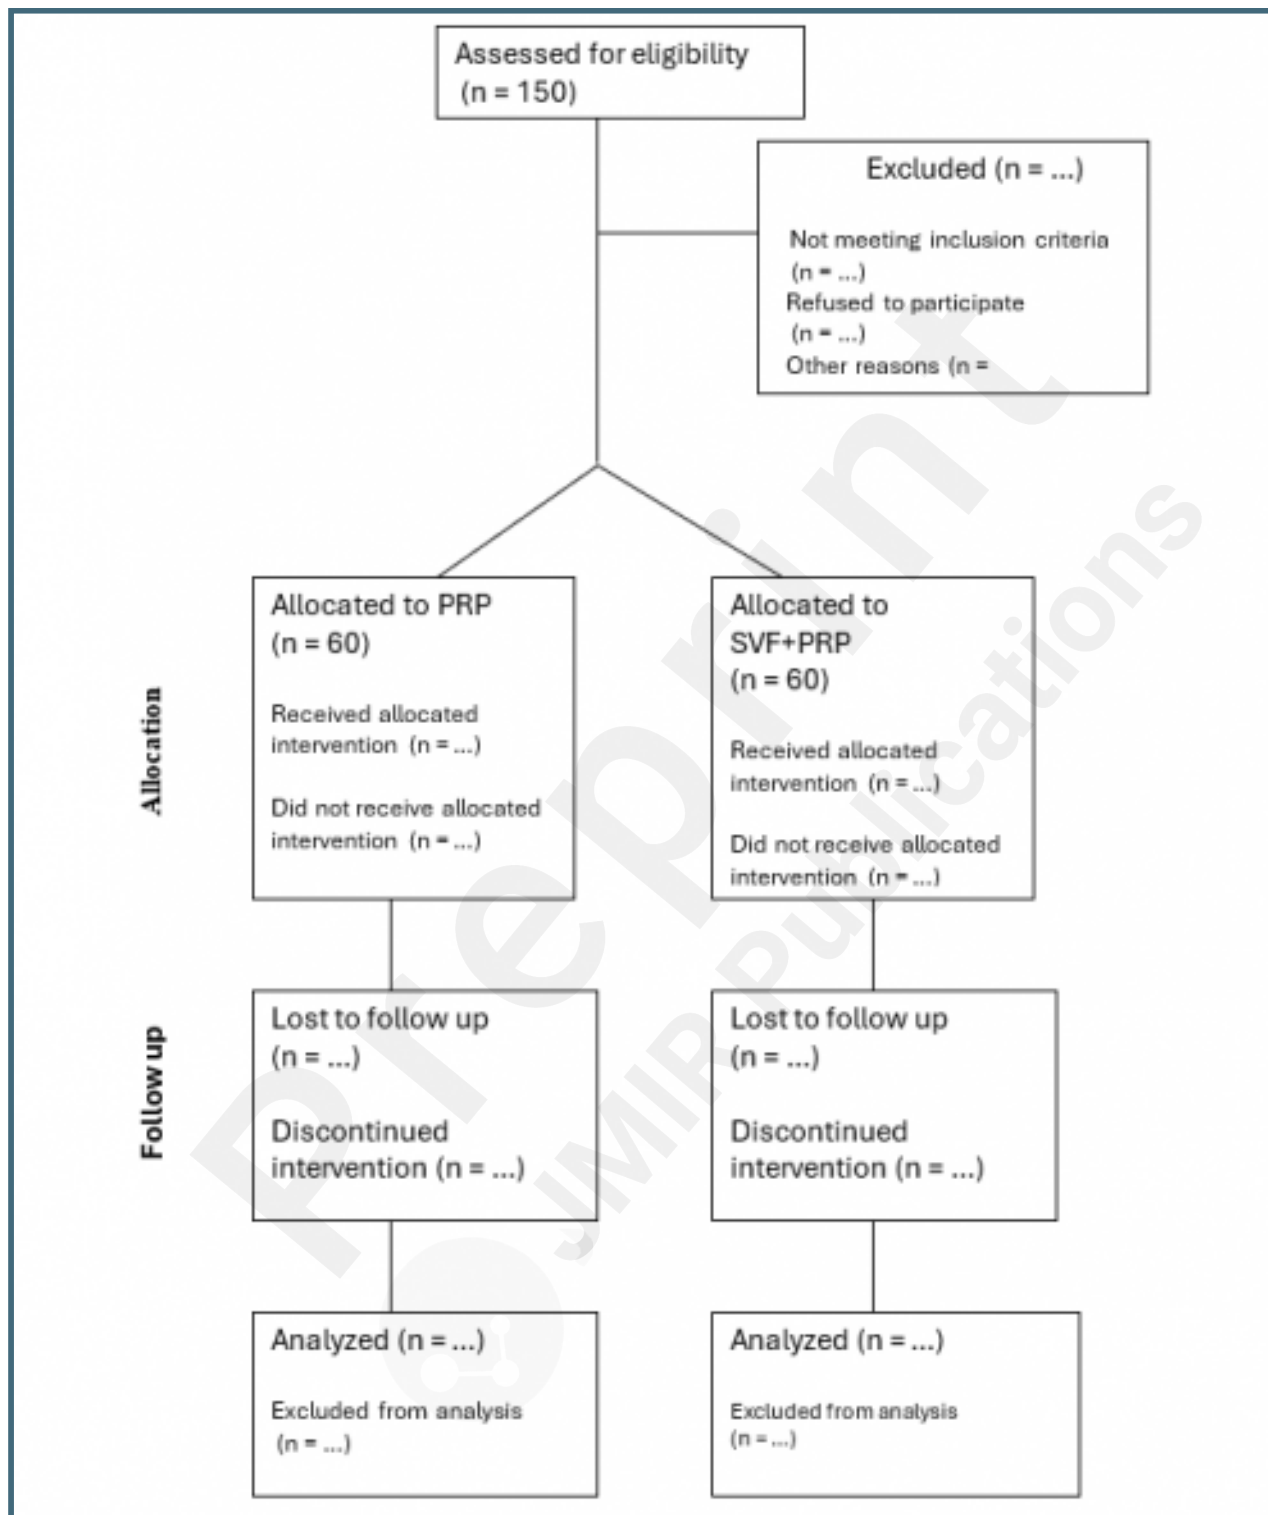 Assessed for eligibility
(n = 150)
Excluded (n = ...)
Not meeting inclusion criteria
(n = ...)
Refused to participate
(n = ...)
Other reasons (n =
Allocation
Allocated to PRP
(n = 60)
Received allocated
intervention (n = ...)
Did not receive allocated
intervention (n = ...)
Allocated to
SVF+PRP
(n = 60)
Received allocated
intervention (n = ...)
Did not receive allocated
intervention (n = ...)
Follow up
Lost to follow up
(n = ...)
Discontinued
intervention (n = ...)
Lost to follow up
(n = ...)
Discontinued
intervention (n = ...)
Analyzed (n = ...)
Excluded from analysis
(n = ...)
Analyzed (n = ...)
Excluded from analysis
(n = ...)
Preprint
JMIR Publications